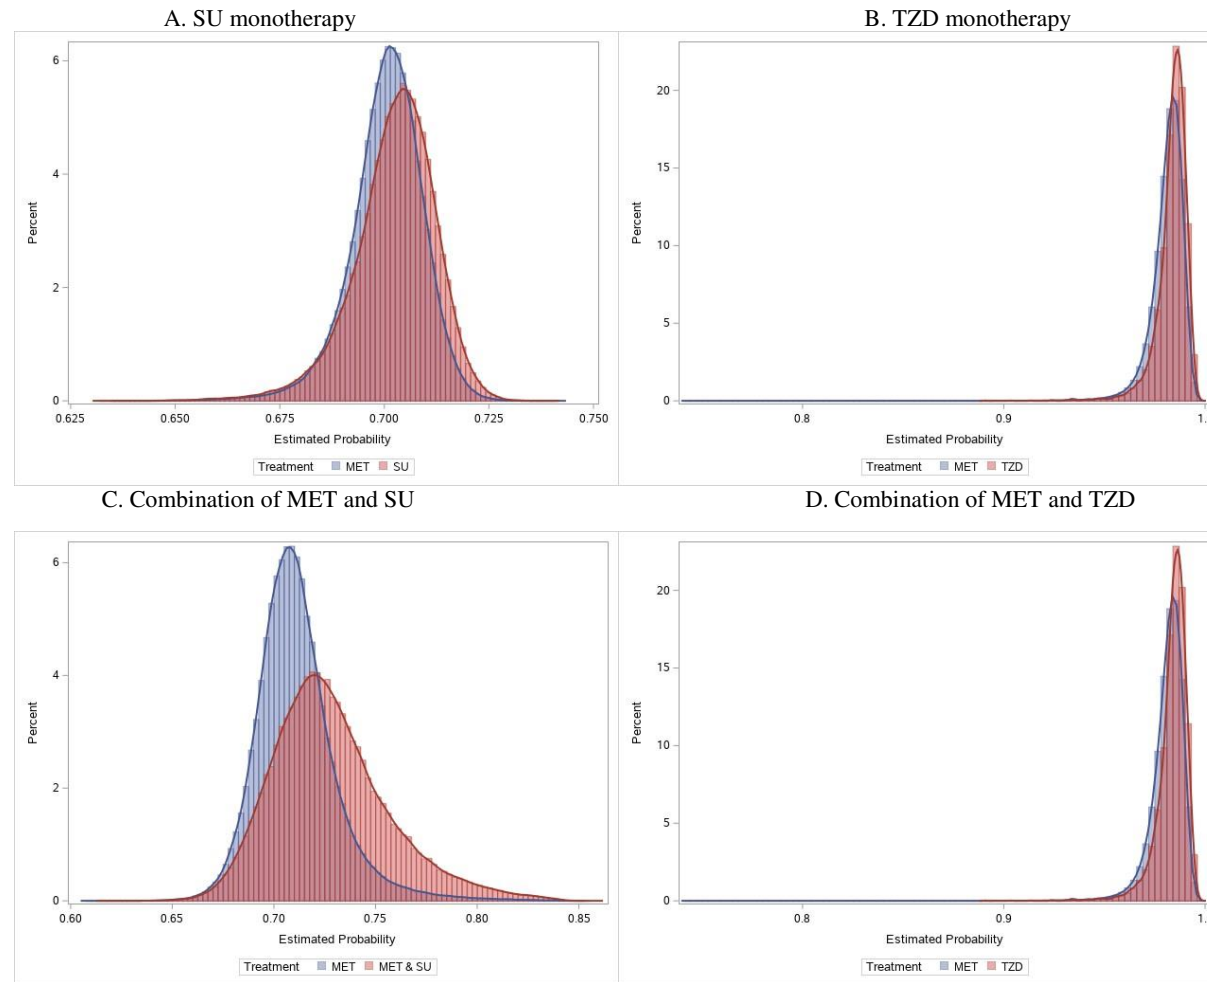 A. SU monotherapy
6
4
2
0
Percent
0.625 0.650 0.675 0.700 0.725 0.750
Estimated Probability
Treatment MET SU
B. TZD monotherapy
20
15
10
5
0
Percent
0.8 0.9 1.
Estimated Probability
Treatment MET TZD
C. Combination of MET and SU
6
4
2
0
Percent
0.60 0.65 0.70 0.75 0.80 0.85
Estimated Probability
Treatment MET MET & SU
D. Combination of MET and TZD
20
15
10
5
0
Percent
0.8 0.9 1.
Estimated Probability
Treatment MET TZD